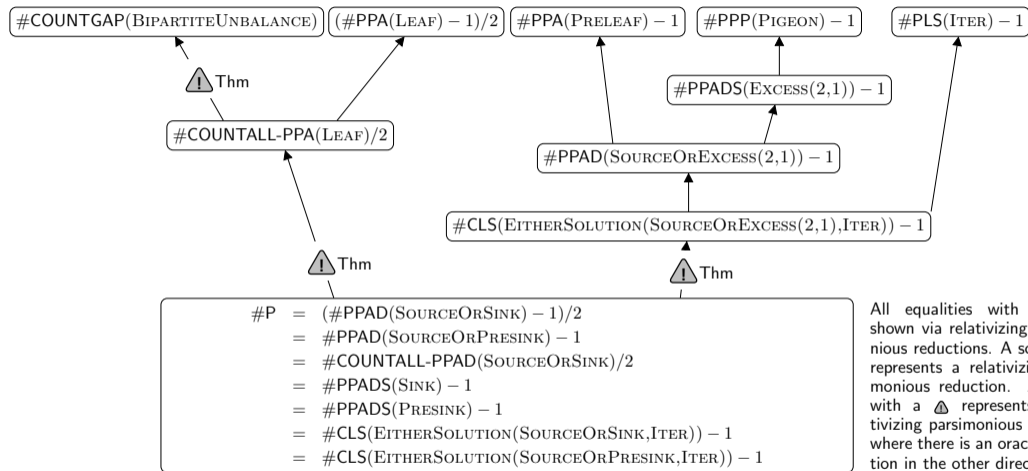 #COUNTGAP(BIPARTITEUNBALANCE)
(#PPA(LEAF) − 1)/2
#PPA(PRELEAF) − 1
#PPP(PIGEON) − 1
#PLS(ITER) − 1
! Thm
#PPADS(EXCESS(2,1)) − 1
#COUNTALL-PPA(LEAF)/2
#PPAD(SOURCEOREXCESS(2,1)) − 1
#CLS(EITHERSOLUTION(SOURCEOREXCESS(2,1),ITER)) − 1
! Thm
! Thm
#P = (#PPAD(SOURCEORSINK) − 1)/2
= #PPAD(SOURCEORPRESINK) − 1
= #COUNTALL-PPAD(SOURCEORSINK)/2
= #PPADS(SINK) − 1
= #PPADS(PRESINK) − 1
= #CLS(EITHERSOLUTION(SOURCEORSINK,ITER)) − 1
= #CLS(EITHERSOLUTION(SOURCEORPRESINK,ITER)) − 1
All equalities with
shown via relativizing
nious reductions. A so
represents a relativizi
monious reduction.
with a ! represents
tivizing parsimonious
where there is an orac
tion in the other direc